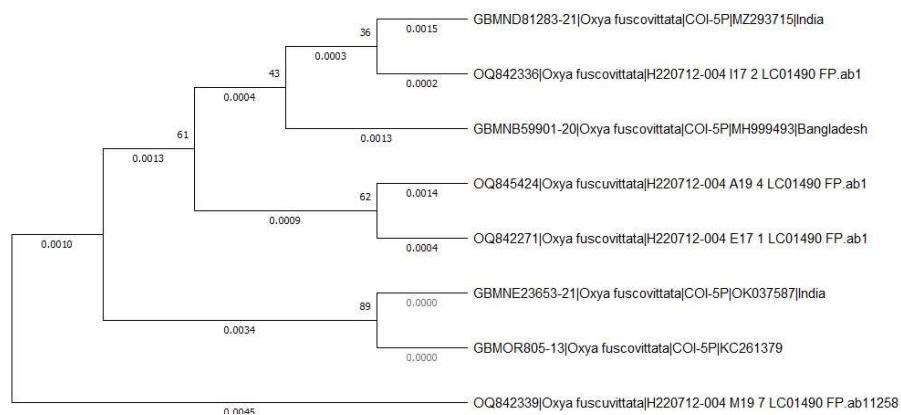 GBMND81283-21|Oxya fuscovittata|COI-5P|MZ293715|India
36
0.0015
0.0003
OQ842336|Oxya fuscovittata|H220712-004 I17 2 LC01490 FP.ab1
43
0.0002
0.0004
GBMNB59901-20|Oxya fuscovittata|COI-5P|MH999493|Bangladesh
61
0.0013
0.0013
OQ845424|Oxya fuscuvittata|H220712-004 A19 4 LC01490 FP.ab1
62
0.0014
0.0009
OQ842271|Oxya fuscovittata|H220712-004 E17 1 LC01490 FP.ab1
0.0010
0.0004
GBMNE23653-21|Oxya fuscovittata|COI-5P|OK037587|India
89
0.0000
0.0034
GBMOR805-13|Oxya fuscovittata|COI-5P|KC261379
0.0000
OQ842339|Oxya fuscovittata|H220712-004 M19 7 LC01490 FP.ab11258
0.0045